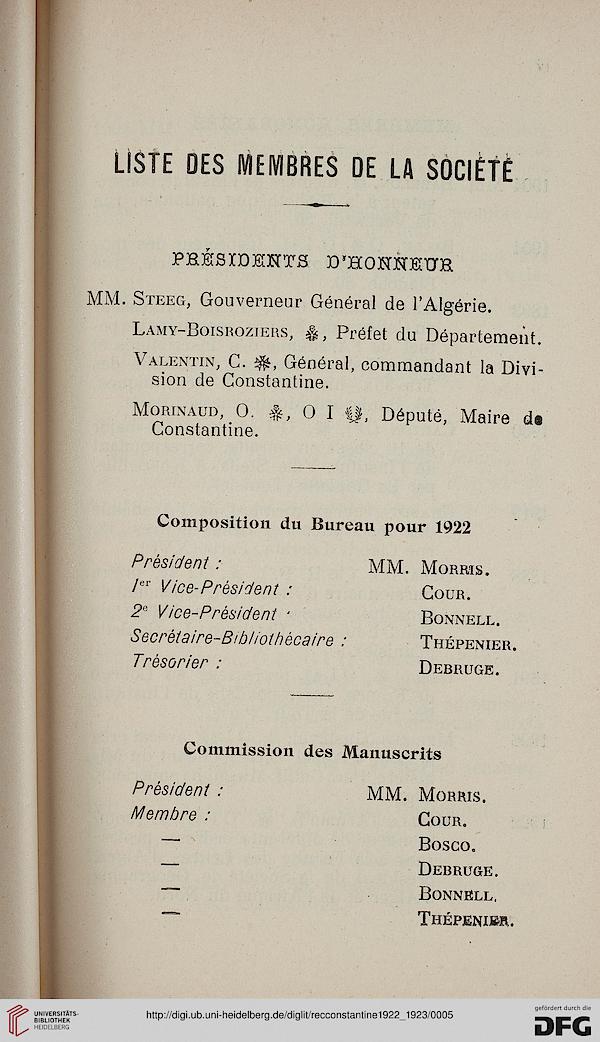 LISTE DES MEMBRES DE LA SOCIÉTÉ
PRÉSIDENTS D'HONNEUR
MM. STEEG, Gouverneur Général de l'Algérie.
LAMY-BOISROZIERS, ❋, Préfet du Département.
VALENTIN, C. ❋, Général, commandant la Divi-
sion de Constantine.
MORINAUD, O. ❋, O I ❋, Député, Maire de
Constantine.
Composition du Bureau pour 1922
Président : MM. MORRIS.
1er Vice-Président : COUR.
2e Vice-Président : BONNELL.
Secrétaire-Bibliothécaire : THÉPENIER.
Trésorier : DEBRUGE.
Commission des Manuscrits
Président : MM. MORRIS.
Membre : COUR.
— BOSCO.
— DEBRUGE.
— BONNELL.
— THÉPENIER.
UNIVERSITÄTS-
BIBLIOTHEK
HEIDELBERG
http://digi.ub.uni-heidelberg.de/diglit/recconstantine1922_1923/0005
gefördert durch die
DFG